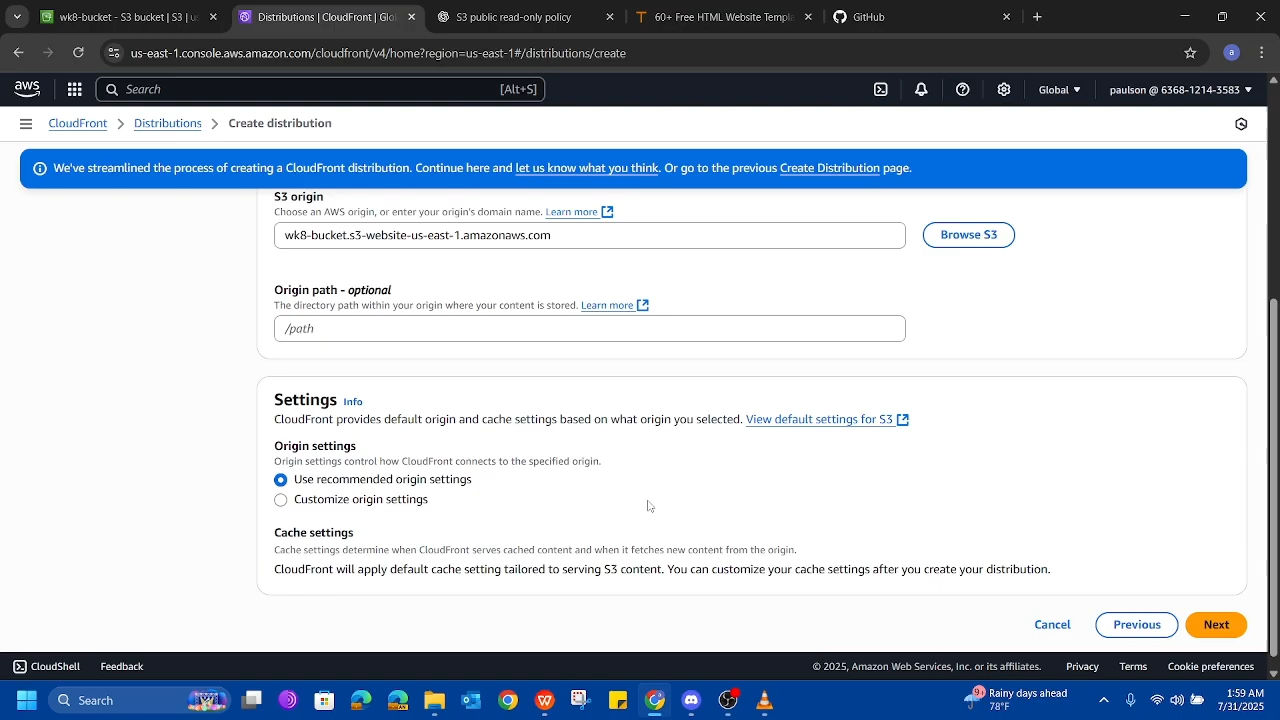 wk8-bucket - S3 bucket | S3 | us
Distributions | CloudFront | Glo
S3 public read-only policy
60+ Free HTML Website Templa
GitHub
us-east-1.console.aws.amazon.com/cloudfront/v4/home?region=us-east-1#/distributions/create
a
aws
Search
[Alt+S]
Global
paulson @ 6368-1214-3583
CloudFront
Distributions
Create distribution
We've streamlined the process of creating a CloudFront distribution. Continue here and let us know what you think. Or go to the previous Create Distribution page.
S3 origin
Choose an AWS origin, or enter your origin's domain name. Learn more
wk8-bucket.s3-website-us-east-1.amazonaws.com
Browse S3
Origin path - optional
The directory path within your origin where your content is stored. Learn more
/path
Settings Info
CloudFront provides default origin and cache settings based on what origin you selected. View default settings for S3
Origin settings
Origin settings control how CloudFront connects to the specified origin.
Use recommended origin settings
Customize origin settings
Cache settings
Cache settings determine when CloudFront serves cached content and when it fetches new content from the origin.
CloudFront will apply default cache setting tailored to serving S3 content. You can customize your cache settings after you create your distribution.
Cancel
Previous
Next
CloudShell
Feedback
© 2025, Amazon Web Services, Inc. or its affiliates.
Privacy
Terms
Cookie preferences
Search
Rainy days ahead
78°F
1:59 AM
7/31/2025